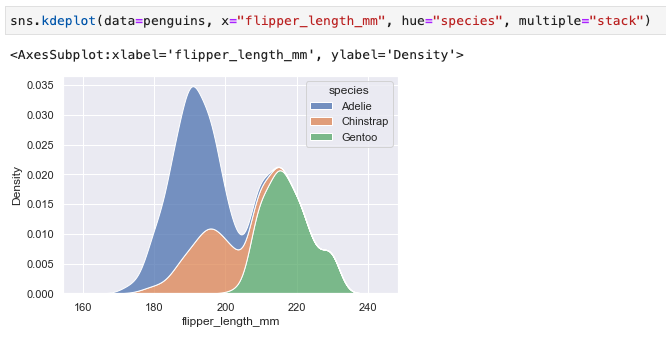 sns.kdeplot(data=penguins, x="flipper_length_mm", hue="species", multiple="stack")
<AxesSubplot:xlabel='flipper_length_mm', ylabel='Density'>
species
Adelie
Chinstrap
Gentoo
0.035
0.030
0.025
0.020
0.015
0.010
0.005
0.000
Density
160 180 200 220 240
flipper_length_mm